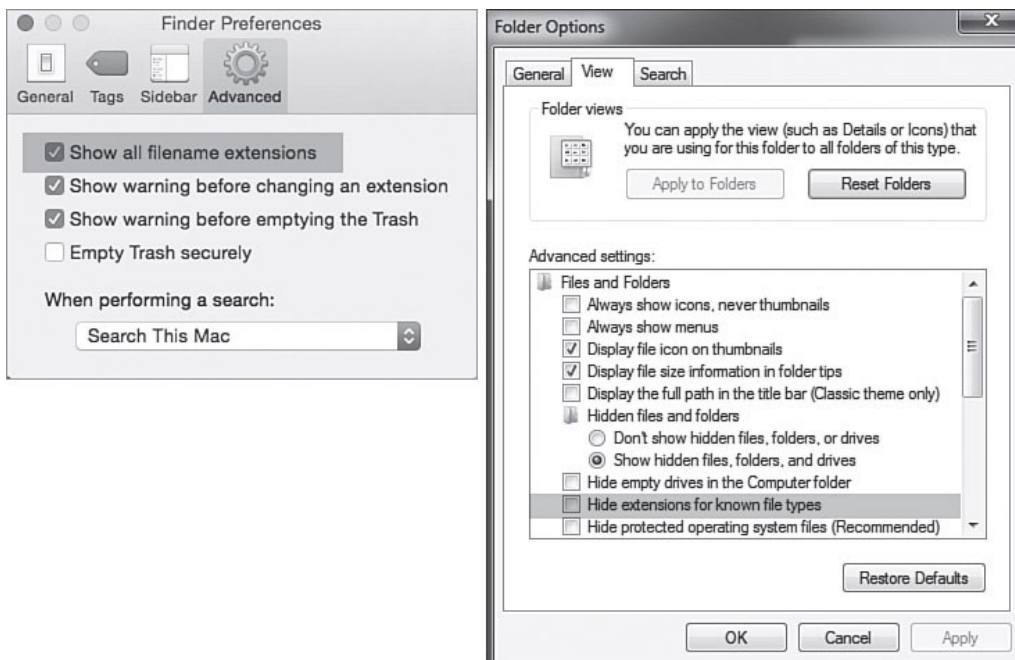 Finder Preferences
General Tags Sidebar Advanced
Show all filename extensions
Show warning before changing an extension
Show warning before emptying the Trash
Empty Trash securely
When performing a search:
Search This Mac
Folder Options
x
General View Search
Folder views
You can apply the view (such as Details or Icons) that
you are using for this folder to all folders of this type.
Apply to Folders Reset Folders
Advanced settings:
Files and Folders
Always show icons, never thumbnails
Always show menus
Display file icon on thumbnails
Display file size information in folder tips
Display the full path in the title bar (Classic theme only)
Hidden files and folders
Don't show hidden files, folders, or drives
Show hidden files, folders, and drives
Hide empty drives in the Computer folder
Hide extensions for known file types
Hide protected operating system files (Recommended)
Restore Defaults
OK Cancel Apply